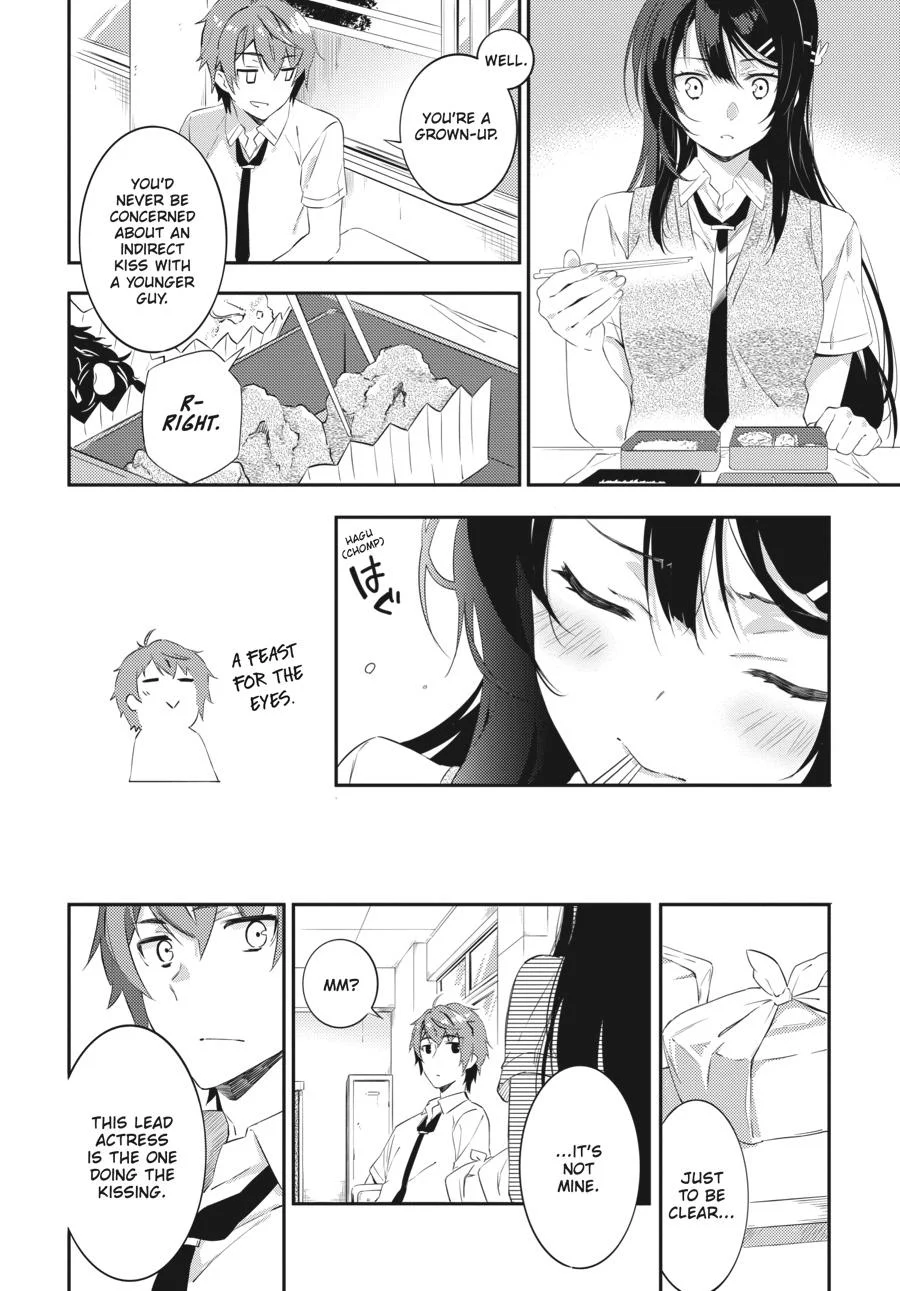 WELL.
YOU'RE A
GROWN-UP.
YOU'D
NEVER BE
CONCERNED
ABOUT AN
INDIRECT
KISS WITH
A YOUNGER
GUY.
R-
RIGHT.
HAGU
(CHOMP)
はぐ
A FEAST
FOR THE
EYES.
JUST
TO BE
CLEAR...
...IT'S
NOT
MINE.
MM?
THIS LEAD
ACTRESS
IS THE ONE
DOING THE
KISSING.